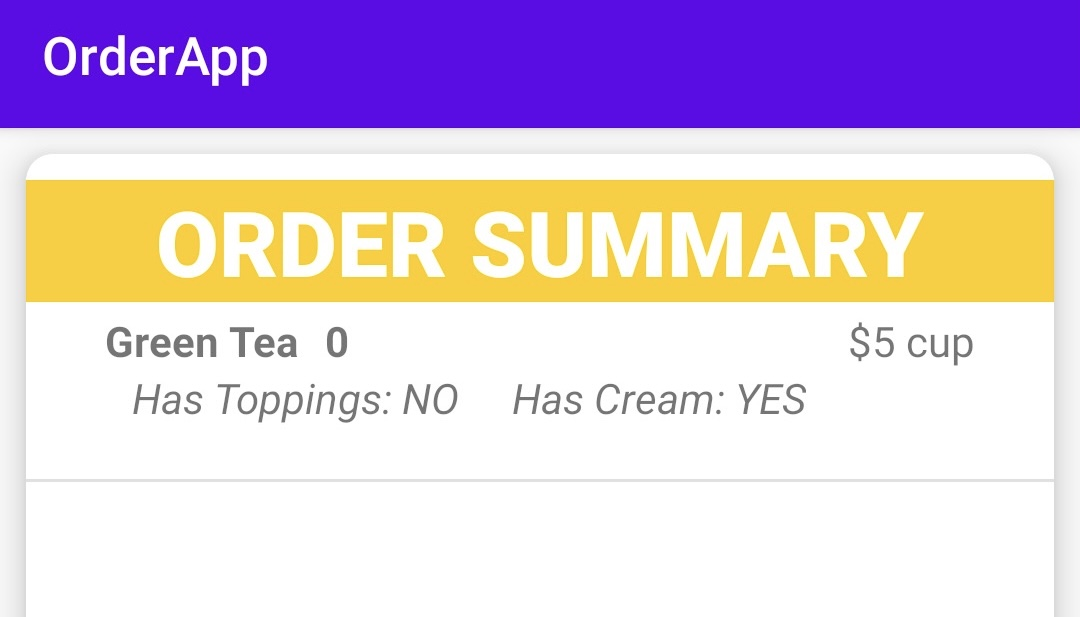 OrderApp
ORDER SUMMARY
Green Tea 0 $5 cup
Has Toppings: NO Has Cream: YES